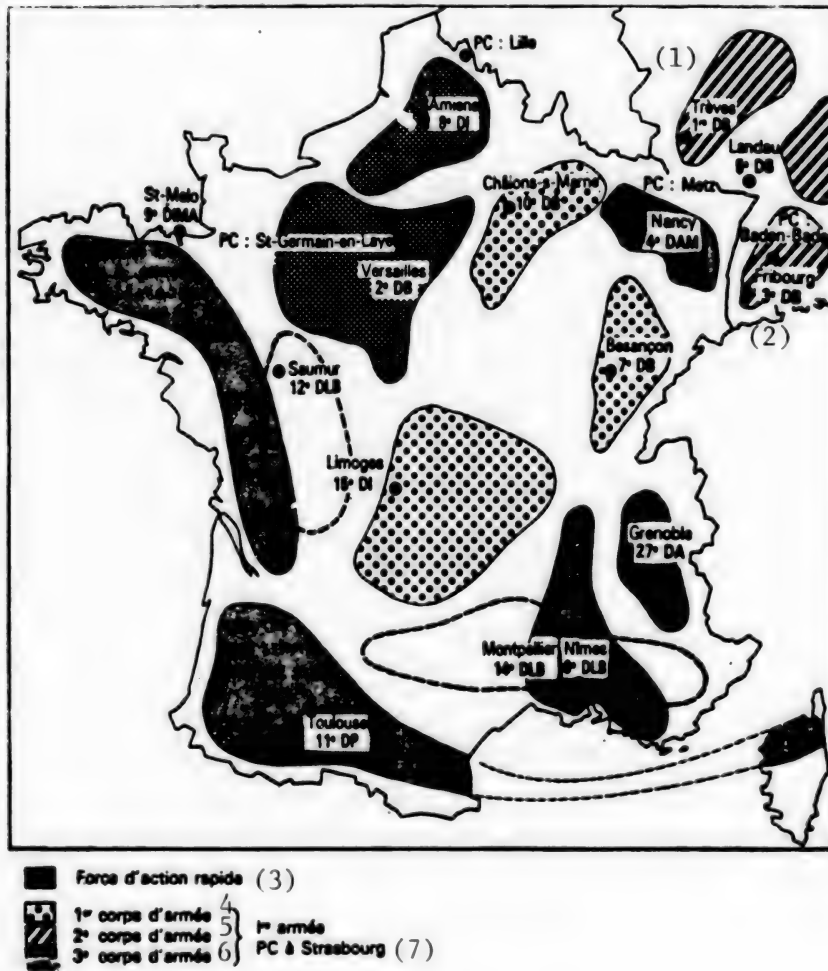 PC : Lille
(1)
Amiens
8e DI
Trèves
1re DB
Landau
5e DB
St-Malo
9e DIMA
Châlons-s-Marne
10e DB
PC : Metz
PC : St-Germain-en-Laye
Nancy
4e DAM
PC :
Baden-Bade
Versailles
2e DB
Fribourg
3e DB
(2)
Besançon
7e DB
Saumur
12e DLB
Limoges
15e DI
Grenoble
27e DA
Montpellier
14e DLB
Nîmes
6e DLB
Toulouse
11e DP
Force d'action rapide (3)
1er corps d'armée 4
2e corps d'armée 5
3e corps d'armée 6
Ire armée
PC à Strasbourg (7)